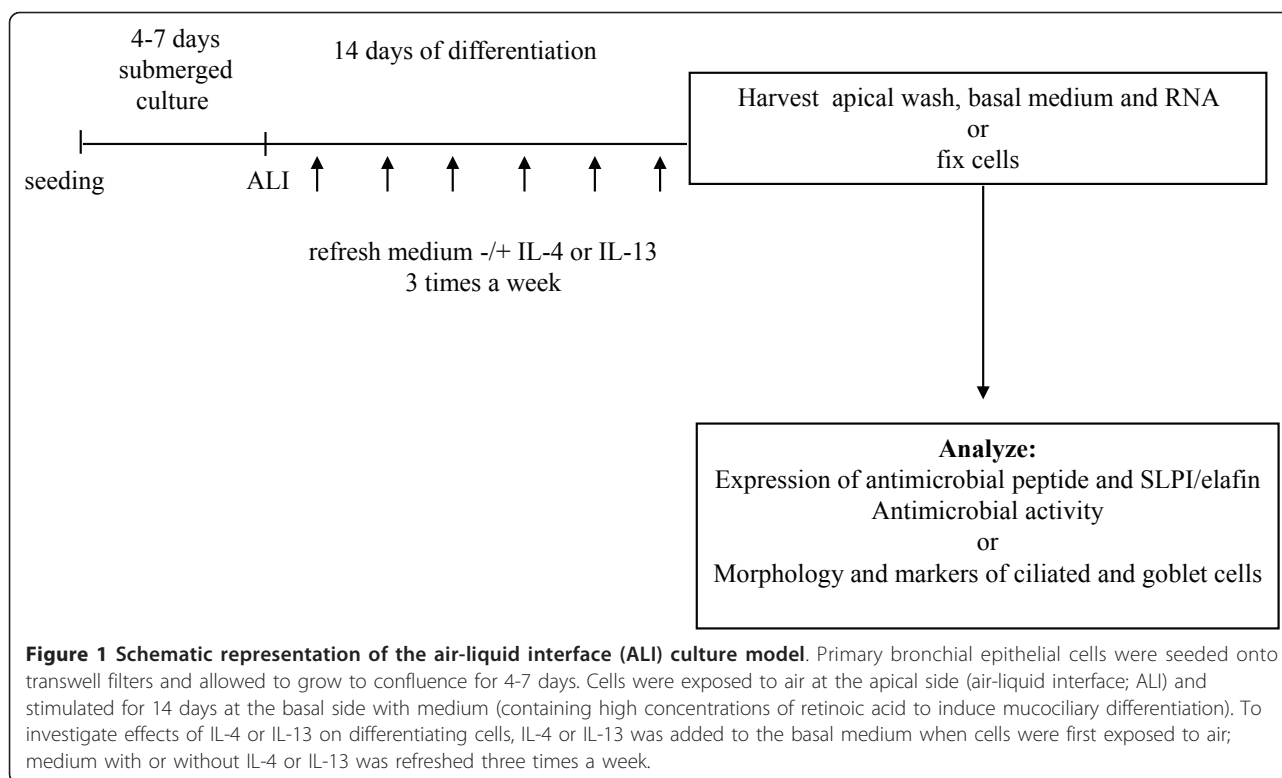 4-7 days
submerged
culture
14 days of differentiation
seeding
ALI
refresh medium -/+ IL-4 or IL-13
3 times a week
Harvest apical wash, basal medium and RNA
or
fix cells
Analyze:
Expression of antimicrobial peptide and SLPI/elafin
Antimicrobial activity
or
Morphology and markers of ciliated and goblet cells
Figure 1 Schematic representation of the air-liquid interface (ALI) culture model. Primary bronchial epithelial cells were seeded onto
transwell filters and allowed to grow to confluence for 4-7 days. Cells were exposed to air at the apical side (air-liquid interface; ALI) and
stimulated for 14 days at the basal side with medium (containing high concentrations of retinoic acid to induce mucociliary differentiation). To
investigate effects of IL-4 or IL-13 on differentiating cells, IL-4 or IL-13 was added to the basal medium when cells were first exposed to air;
medium with or without IL-4 or IL-13 was refreshed three times a week.